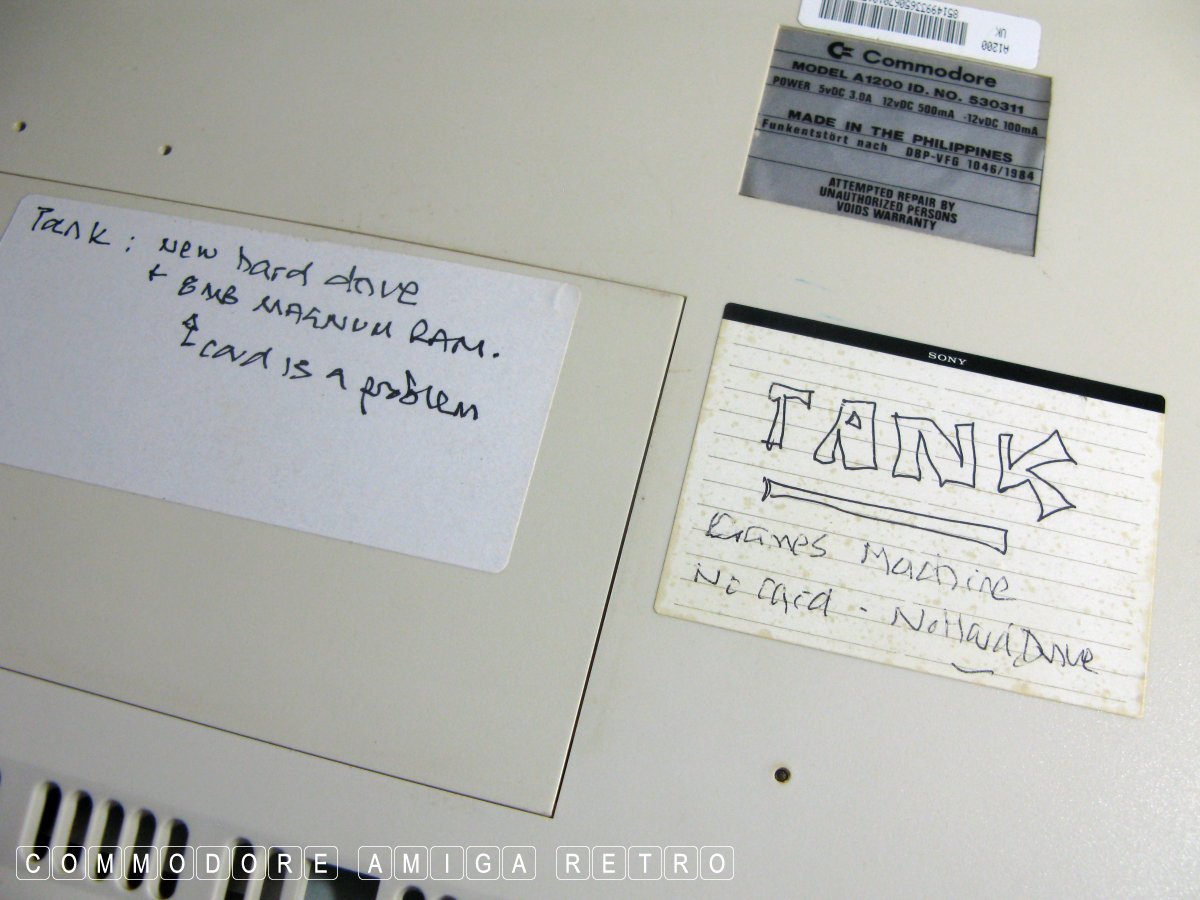 0514993365067010
UK
A1200
Commodore
MODEL A1200 ID. NO. 530311
POWER 5vDC 3.0A 12vDC 500mA -12vDC 100mA
MADE IN THE PHILIPPINES
Funkentstört nach DBP-VFG 1046/1984
ATTEMPTED REPAIR BY
UNAUTHORIZED PERSONS
VOIDS WARRANTY
Tank: New hard drive
+ 8MB MAGNUM RAM.
card is a problem
SONY
TANK
Games Machine
No Card - No Hard Drive
COMMODORE AMIGA RETRO